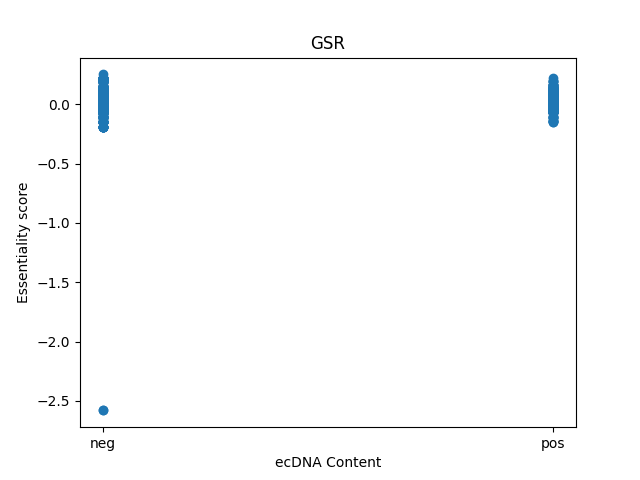 GSR
Essentiality score
0.0
−0.5
−1.0
−1.5
−2.0
−2.5
neg
pos
ecDNA Content